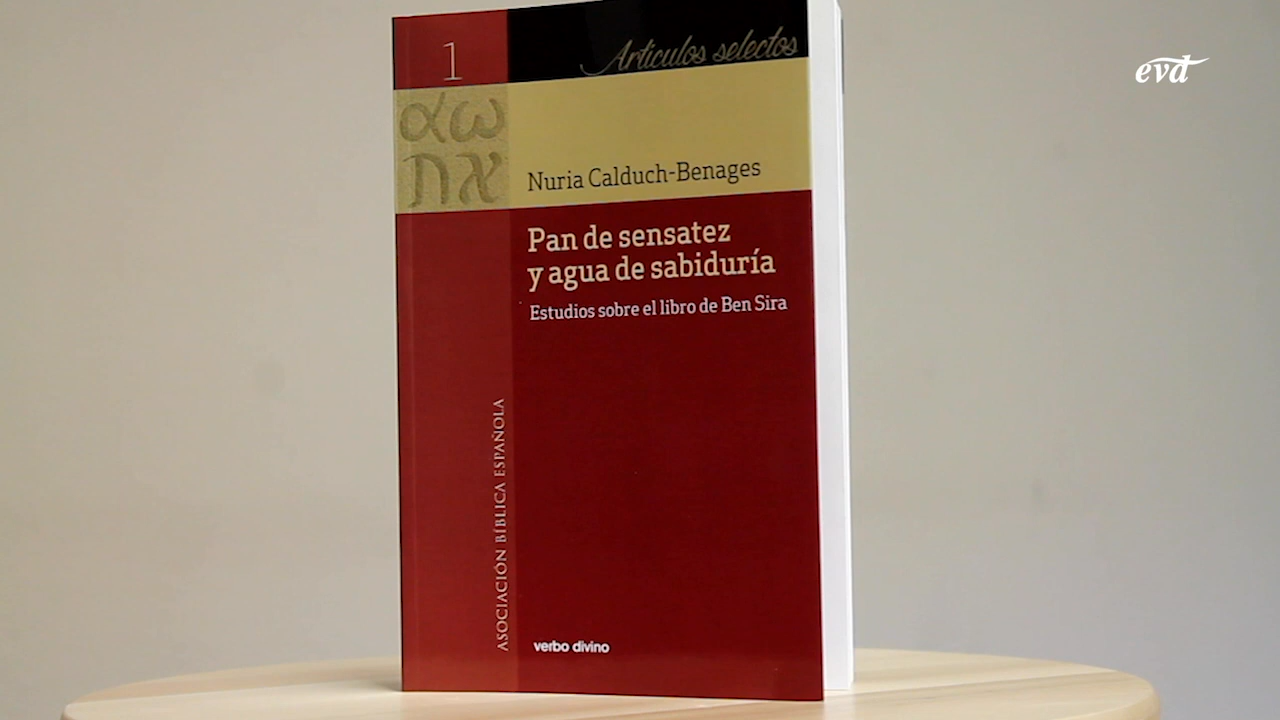 1
Artículos selectos
evd
αω
את
Nuria Calduch-Benages
Pan de sensatez
y agua de sabiduría
Estudios sobre el libro de Ben Sira
ASOCIACIÓN BÍBLICA ESPAÑOLA
verbo divino